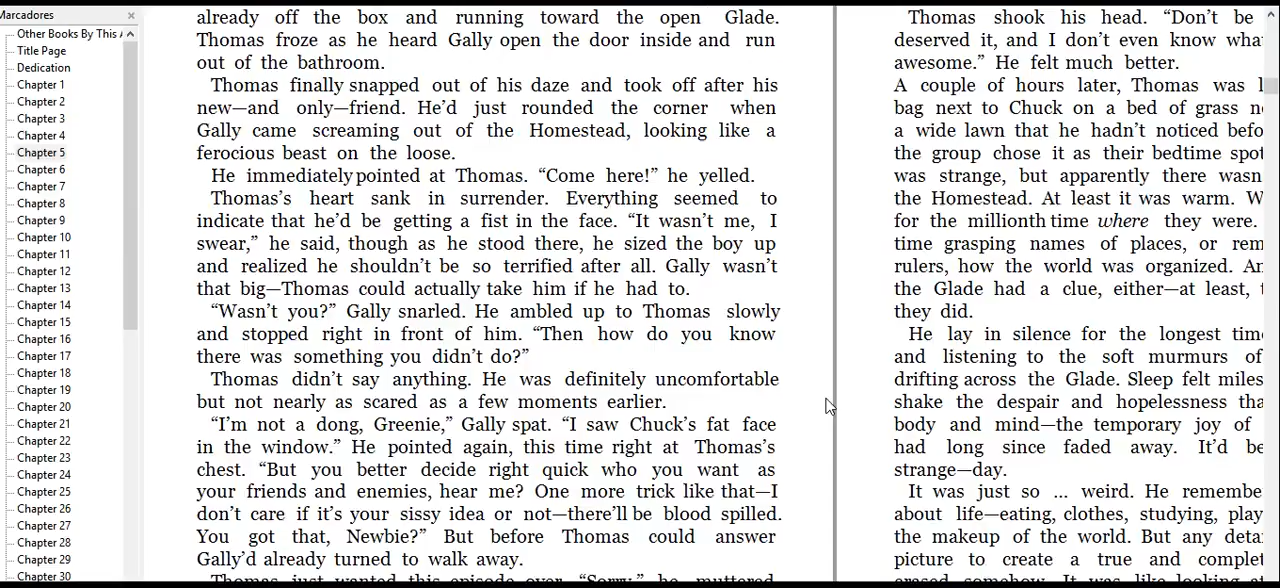 Marcadores
Other Books By This A
Title Page
Dedication
Chapter 1
Chapter 2
Chapter 3
Chapter 4
Chapter 5
Chapter 6
Chapter 7
Chapter 8
Chapter 9
Chapter 10
Chapter 11
Chapter 12
Chapter 13
Chapter 14
Chapter 15
Chapter 16
Chapter 17
Chapter 18
Chapter 19
Chapter 20
Chapter 21
Chapter 22
Chapter 23
Chapter 24
Chapter 25
Chapter 26
Chapter 27
Chapter 28
Chapter 29
Chapter 30
already off the box and running toward the open Glade.
Thomas froze as he heard Gally open the door inside and run
out of the bathroom.
Thomas finally snapped out of his daze and took off after his
new—and only—friend. He’d just rounded the corner when
Gally came screaming out of the Homestead, looking like a
ferocious beast on the loose.
He immediately pointed at Thomas. “Come here!” he yelled.
Thomas’s heart sank in surrender. Everything seemed to
indicate that he’d be getting a fist in the face. “It wasn’t me, I
swear,” he said, though as he stood there, he sized the boy up
and realized he shouldn’t be so terrified after all. Gally wasn’t
that big—Thomas could actually take him if he had to.
“Wasn’t you?” Gally snarled. He ambled up to Thomas slowly
and stopped right in front of him. “Then how do you know
there was something you didn’t do?”
Thomas didn’t say anything. He was definitely uncomfortable
but not nearly as scared as a few moments earlier.
“I’m not a dong, Greenie,” Gally spat. “I saw Chuck’s fat face
in the window.” He pointed again, this time right at Thomas’s
chest. “But you better decide right quick who you want as
your friends and enemies, hear me? One more trick like that—I
don’t care if it’s your sissy idea or not—there’ll be blood spilled.
You got that, Newbie?” But before Thomas could answer
Gally’d already turned to walk away.
Thomas just wanted this episode over. “Sorry,” he muttered,
Thomas shook his head. “Don’t be
deserved it, and I don’t even know wha
awesome.” He felt much better.
A couple of hours later, Thomas was l
bag next to Chuck on a bed of grass n
a wide lawn that he hadn’t noticed befo
the group chose it as their bedtime spot
was strange, but apparently there wasn
the Homestead. At least it was warm. W
for the millionth time where they were.
time grasping names of places, or rem
rulers, how the world was organized. An
the Glade had a clue, either—at least,
they did.
He lay in silence for the longest time
and listening to the soft murmurs of
drifting across the Glade. Sleep felt miles
shake the despair and hopelessness tha
body and mind—the temporary joy of
had long since faded away. It’d be
strange—day.
It was just so ... weird. He remembe
about life—eating, clothes, studying, play
the makeup of the world. But any deta
picture to create a true and complet
erased somehow. It was like looking at